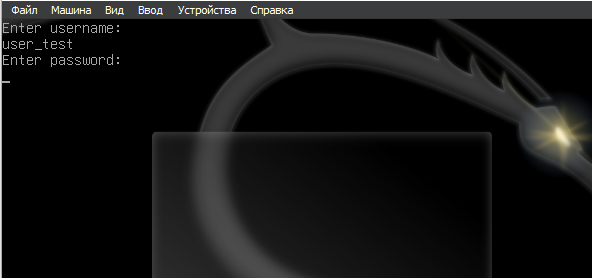 Файл Машина Вид Ввод Устройства Справка
Enter username:
user_test
Enter password: